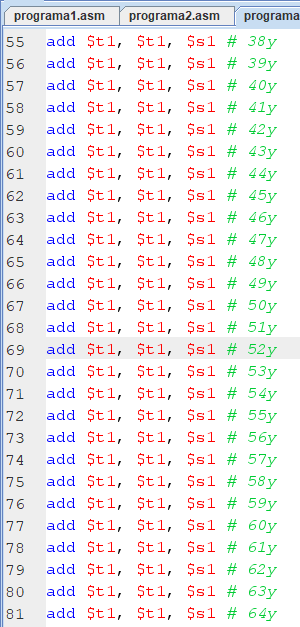 programa1.asm programa2.asm programa
55 add $t1, $t1, $s1 # 38y
56 add $t1, $t1, $s1 # 39y
57 add $t1, $t1, $s1 # 40y
58 add $t1, $t1, $s1 # 41y
59 add $t1, $t1, $s1 # 42y
60 add $t1, $t1, $s1 # 43y
61 add $t1, $t1, $s1 # 44y
62 add $t1, $t1, $s1 # 45y
63 add $t1, $t1, $s1 # 46y
64 add $t1, $t1, $s1 # 47y
65 add $t1, $t1, $s1 # 48y
66 add $t1, $t1, $s1 # 49y
67 add $t1, $t1, $s1 # 50y
68 add $t1, $t1, $s1 # 51y
69 add $t1, $t1, $s1 # 52y
70 add $t1, $t1, $s1 # 53y
71 add $t1, $t1, $s1 # 54y
72 add $t1, $t1, $s1 # 55y
73 add $t1, $t1, $s1 # 56y
74 add $t1, $t1, $s1 # 57y
75 add $t1, $t1, $s1 # 58y
76 add $t1, $t1, $s1 # 59y
77 add $t1, $t1, $s1 # 60y
78 add $t1, $t1, $s1 # 61y
79 add $t1, $t1, $s1 # 62y
80 add $t1, $t1, $s1 # 63y
81 add $t1, $t1, $s1 # 64y